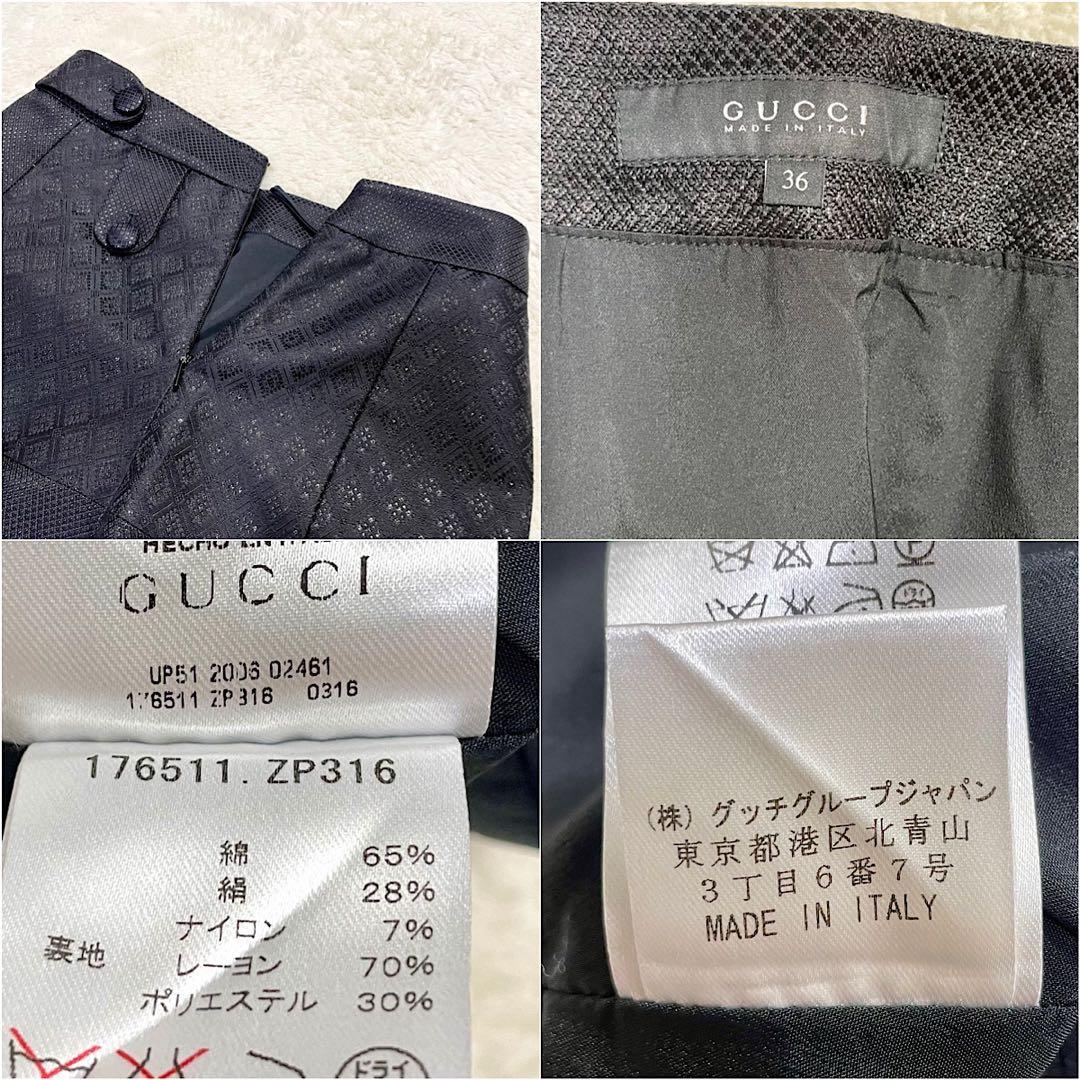 GUCCI
MADE IN ITALY
36
GUCCI
UP51 2006 02461
176511 ZP316 0316
176511. ZP316
綿 65%
絹 28%
ナイロン 7%
裏地 レーヨン 70%
ポリエステル 30%
ドライ
(株) グッチグループジャパン
東京都港区北青山
3丁目6番7号
MADE IN ITALY